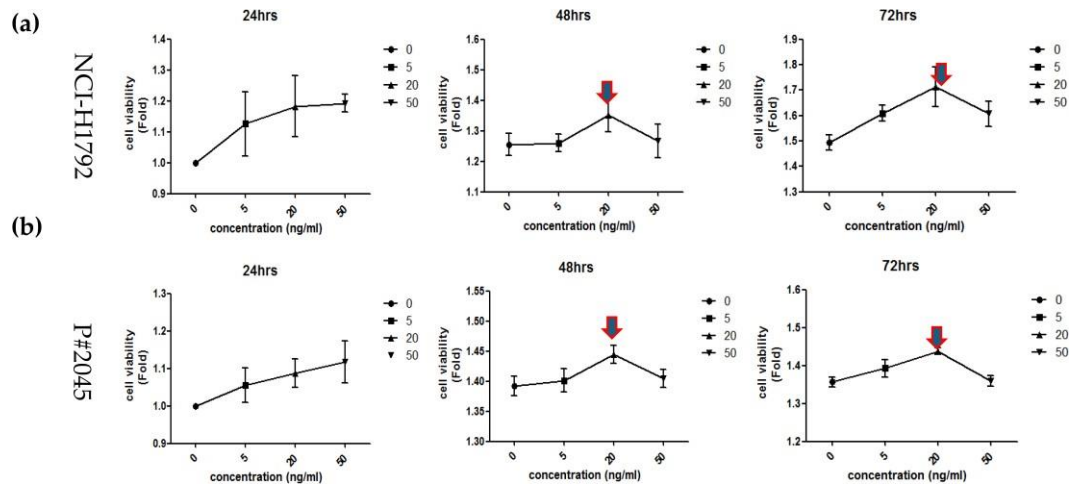 (a)
NCI-H1792
24hrs
cell viability
(Fold)
1.4
1.3
1.2
1.1
1.0
0.9
0
5
20
50
concentration (ng/ml)
0
5
20
50
48hrs
cell viability
(Fold)
1.6
1.5
1.4
1.3
1.2
1.1
0
5
20
50
concentration (ng/ml)
0
5
20
50
72hrs
cell viability
(Fold)
1.9
1.8
1.7
1.6
1.5
1.4
1.3
0
5
20
50
concentration (ng/ml)
0
5
20
50
(b)
P#2045
24hrs
cell viability
(Fold)
1.3
1.2
1.1
1.0
0.9
0
5
20
50
concentration (ng/ml)
0
5
20
50
48hrs
cell viability
(Fold)
1.55
1.50
1.45
1.40
1.35
1.30
0
5
20
50
concentration (ng/ml)
0
5
20
50
72hrs
cell viability
(Fold)
1.6
1.5
1.4
1.3
1.2
0
5
20
50
concentration (ng/ml)
0
5
20
50